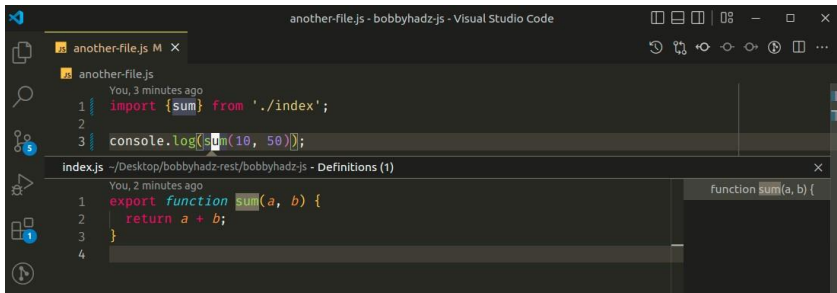 another-file.js - bobbyhadz-js - Visual Studio Code
JS another-file.js M
JS another-file.js
You, 3 minutes ago
1 import {sum} from './index';
2
3 console.log(sum(10, 50));
index.js ~/Desktop/bobbyhadz-rest/bobbyhadz-js - Definitions (1)
You, 2 minutes ago
function sum(a, b) {
1 export function sum(a, b) {
2 return a + b;
3 }
4
5
1